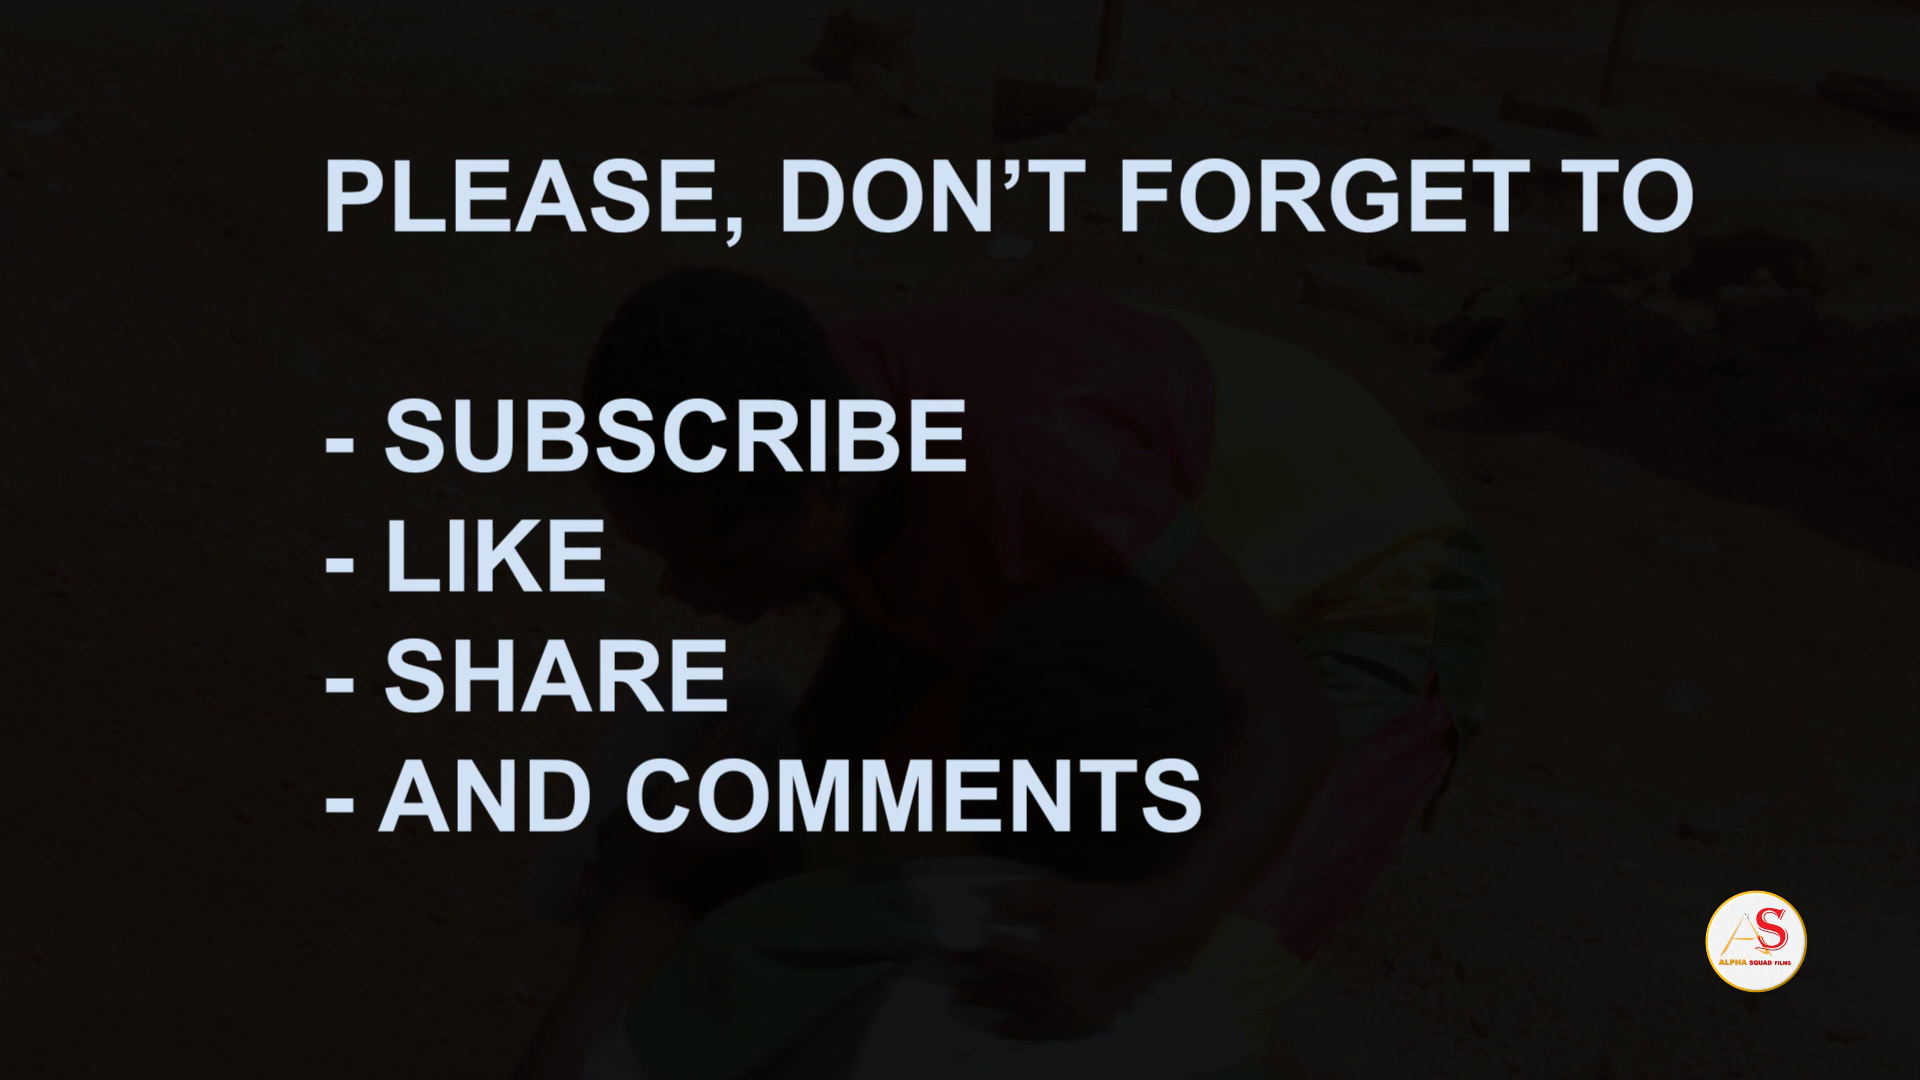 PLEASE, DON’T FORGET TO
- SUBSCRIBE
- LIKE
- SHARE
- AND COMMENTS
AS
ALPHA SQUAD FILMS